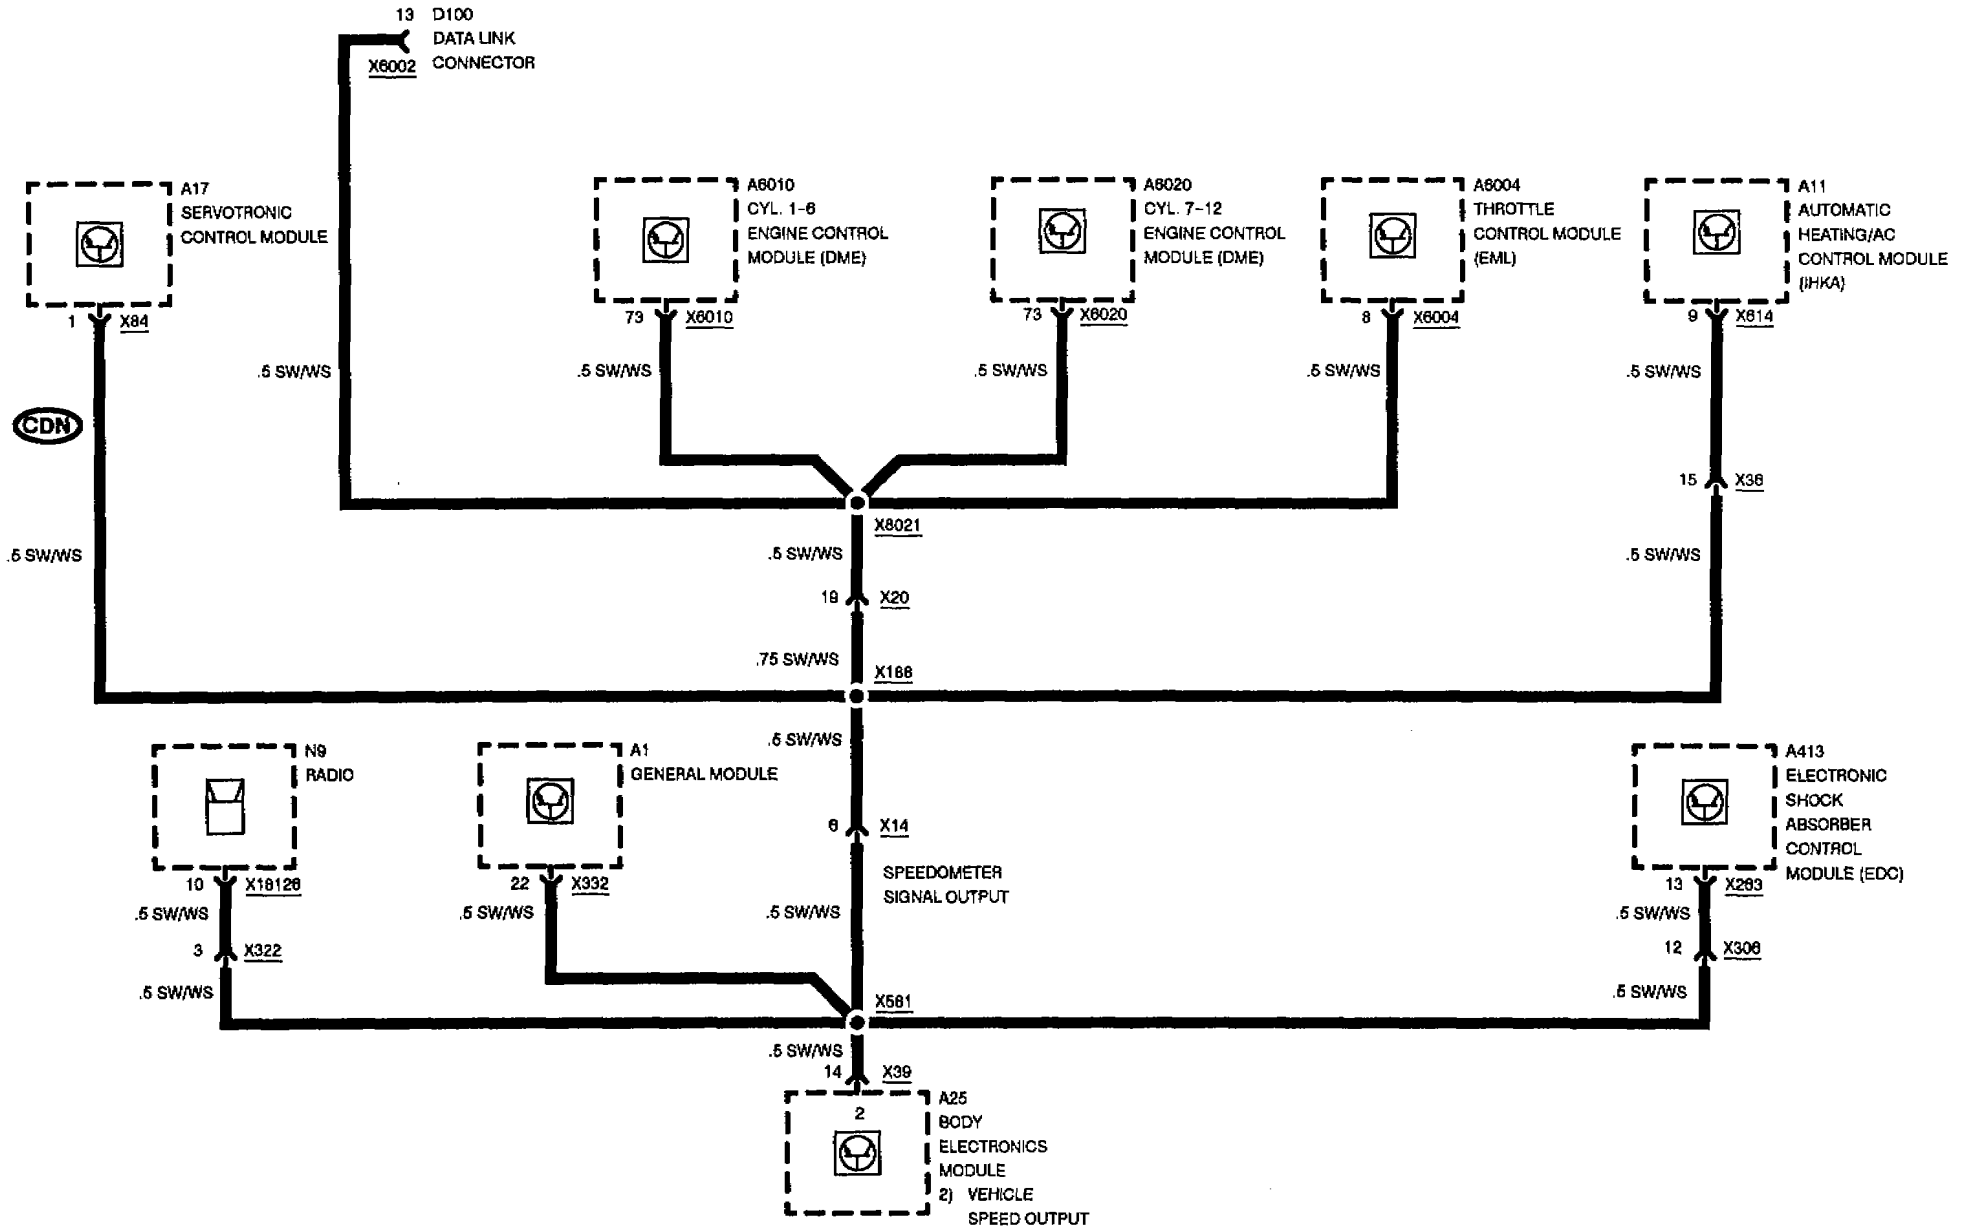 13 D100
DATA LINK
X6002 CONNECTOR
A17
SERVOTRONIC
CONTROL MODULE
1 X84
A6010
CYL. 1-6
ENGINE CONTROL
MODULE (DME)
73 X6010
A6020
CYL. 7-12
ENGINE CONTROL
MODULE (DME)
73 X6020
A6004
THROTTLE
CONTROL MODULE
(EML)
8 X6004
A11
AUTOMATIC
HEATING/AC
CONTROL MODULE
(IHKA)
9 X614
.5 SW/WS
.5 SW/WS
.5 SW/WS
.5 SW/WS
.5 SW/WS
CDN
15 X36
X8021
.5 SW/WS
.5 SW/WS
.5 SW/WS
19 X20
.75 SW/WS
X188
.5 SW/WS
N9
RADIO
10 X18126
.5 SW/WS
3 X322
.5 SW/WS
A1
GENERAL MODULE
22 X332
.5 SW/WS
6 X14
SPEEDOMETER
SIGNAL OUTPUT
.5 SW/WS
A413
ELECTRONIC
SHOCK
ABSORBER
CONTROL
MODULE (EDC)
13 X263
.5 SW/WS
12 X306
.5 SW/WS
X581
.5 SW/WS
14 X39
2
A25
BODY
ELECTRONICS
MODULE
2) VEHICLE
SPEED OUTPUT